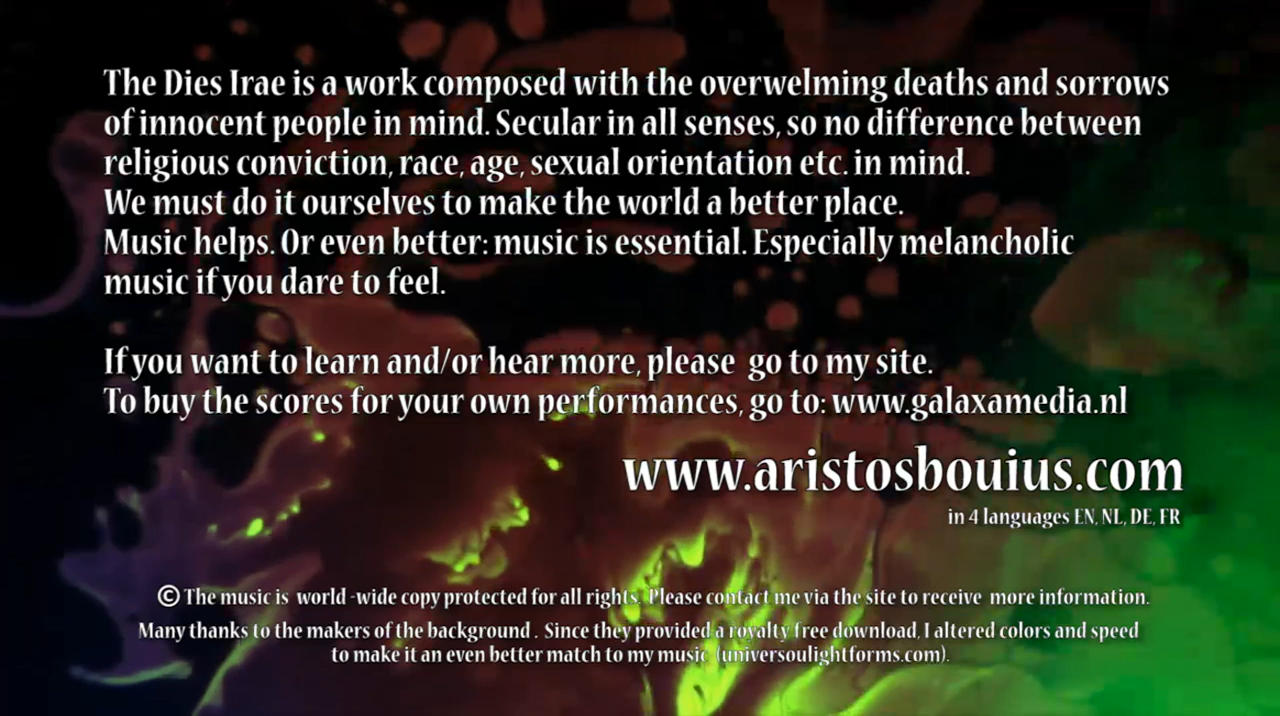 The Dies Irae is a work composed with the overwelming deaths and sorrows
of innocent people in mind. Secular in all senses, so no difference between
religious conviction, race, age, sexual orientation etc. in mind.
We must do it ourselves to make the world a better place.
Music helps. Or even better: music is essential. Especially melancholic
music if you dare to feel.
If you want to learn and/or hear more, please go to my site.
To buy the scores for your own performances, go to: www.galaxamedia.nl
www.aristosbouius.com
in 4 languages EN, NL, DE, FR
© The music is world -wide copy protected for all rights. Please contact me via the site to receive more information.
Many thanks to the makers of the background . Since they provided a royalty free download, I altered colors and speed
to make it an even better match to my music (universoulightforms.com).